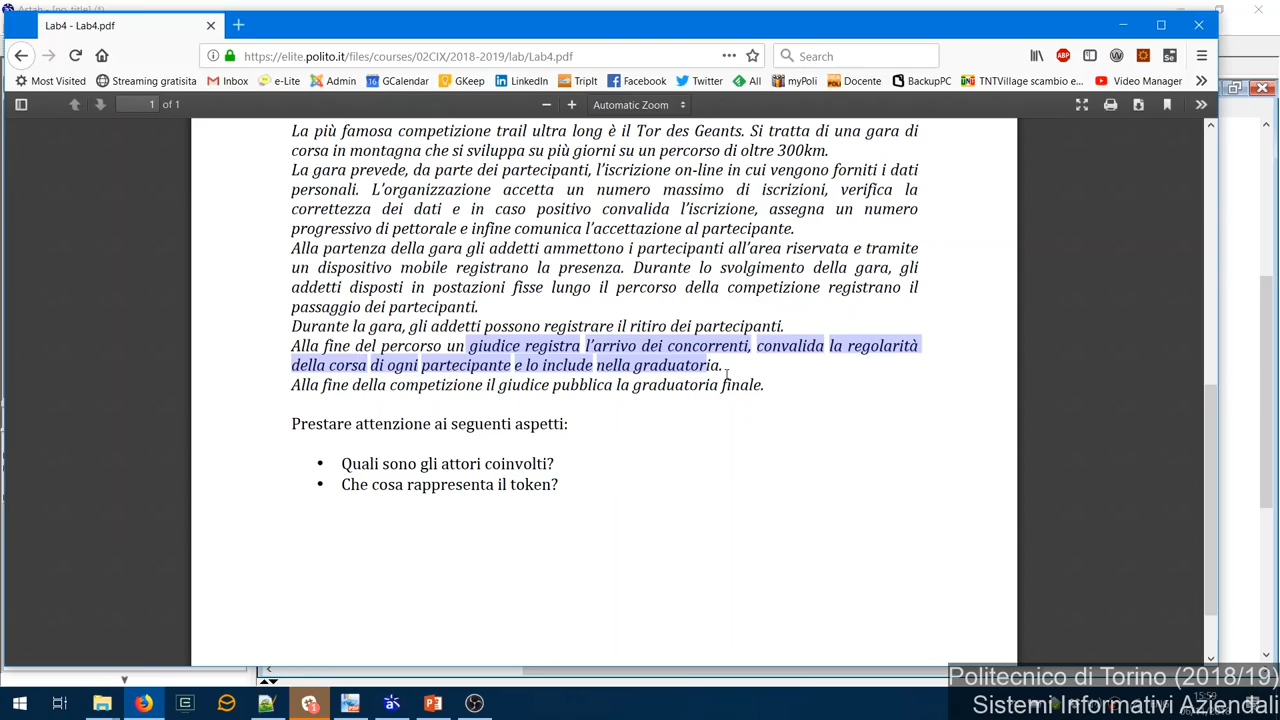 Astah - [no_title]
Lab4 - Lab4.pdf
https://elite.polito.it/files/courses/02CIX/2018-2019/lab/Lab4.pdf
Search
ABP
Most Visited
Streaming gratisita
Inbox
e-Lite
Admin
GCalendar
GKeep
LinkedIn
TripIt
Facebook
Twitter
All
myPoli
Docente
BackupPC
TNTVillage scambio e...
Video Manager
1 of 1
Automatic Zoom
La più famosa competizione trail ultra long è il Tor des Geants. Si tratta di una gara di
corsa in montagna che si sviluppa su più giorni su un percorso di oltre 300km.
La gara prevede, da parte dei partecipanti, l’iscrizione on-line in cui vengono forniti i dati
personali. L’organizzazione accetta un numero massimo di iscrizioni, verifica la
correttezza dei dati e in caso positivo convalida l’iscrizione, assegna un numero
progressivo di pettorale e infine comunica l’accettazione al partecipante.
Alla partenza della gara gli addetti ammettono i partecipanti all’area riservata e tramite
un dispositivo mobile registrano la presenza. Durante lo svolgimento della gara, gli
addetti disposti in postazioni fisse lungo il percorso della competizione registrano il
passaggio dei partecipanti.
Durante la gara, gli addetti possono registrare il ritiro dei partecipanti.
Alla fine del percorso un giudice registra l’arrivo dei concorrenti, convalida la regolarità
della corsa di ogni partecipante e lo include nella graduatoria.
Alla fine della competizione il giudice pubblica la graduatoria finale.
Prestare attenzione ai seguenti aspetti:
• Quali sono gli attori coinvolti?
• Che cosa rappresenta il token?
Politecnico di Torino (2018/19)
15:59
Sistemi Informativi Aziendali